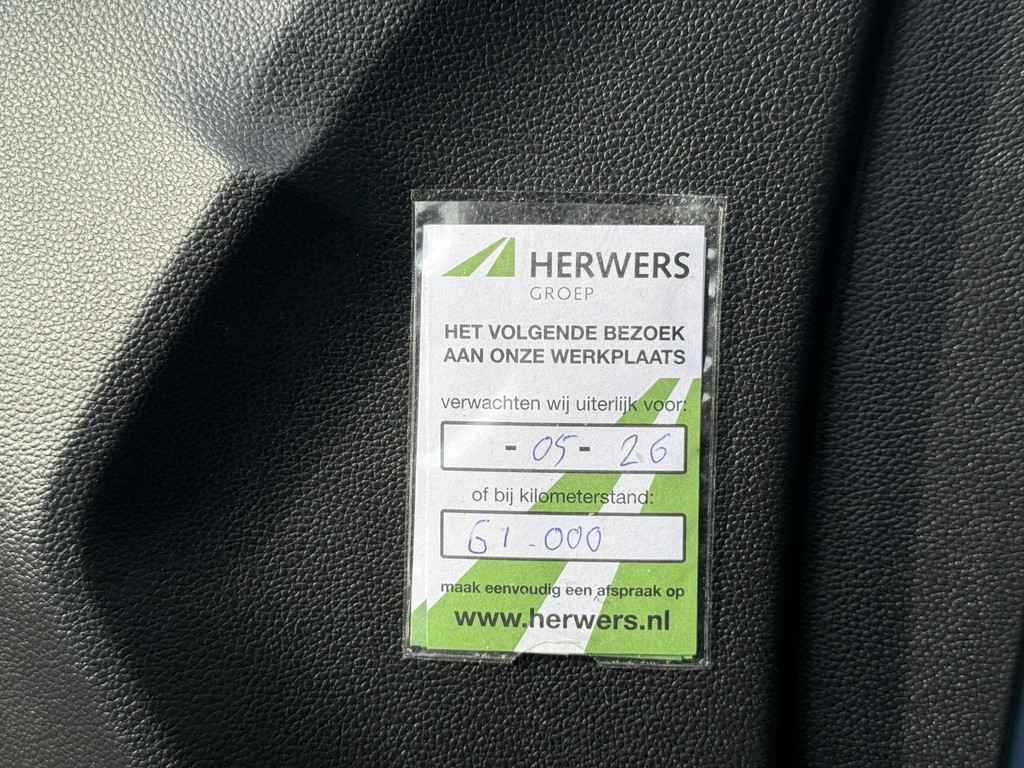 HERWERS
GROEP
HET VOLGENDE BEZOEK
AAN ONZE WERKPLAATS
verwachten wij uiterlijk voor:
- 05 - 26
of bij kilometerstand:
61.000
maak eenvoudig een afspraak op
www.herwers.nl